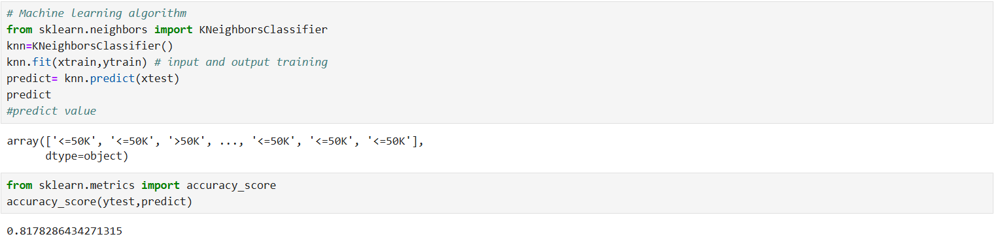 # Machine learning algorithm
from sklearn.neighbors import KNeighborsClassifier
knn=KNeighborsClassifier()
knn.fit(xtrain,ytrain) # input and output training
predict= knn.predict(xtest)
predict
#predict value
array(['<=50K', '<=50K', '>50K', ..., '<=50K', '<=50K', '<=50K'],
      dtype=object)
from sklearn.metrics import accuracy_score
accuracy_score(ytest,predict)
0.8178286434271315